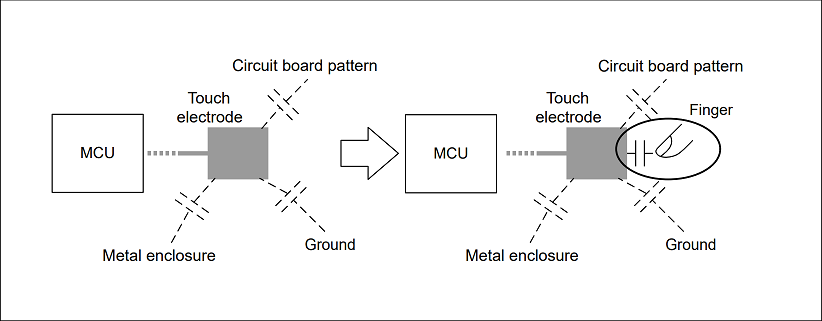 Circuit board pattern
Touch
electrode
MCU
Metal enclosure
Ground
Circuit board pattern
Touch
electrode
Finger
MCU
Metal enclosure
Ground